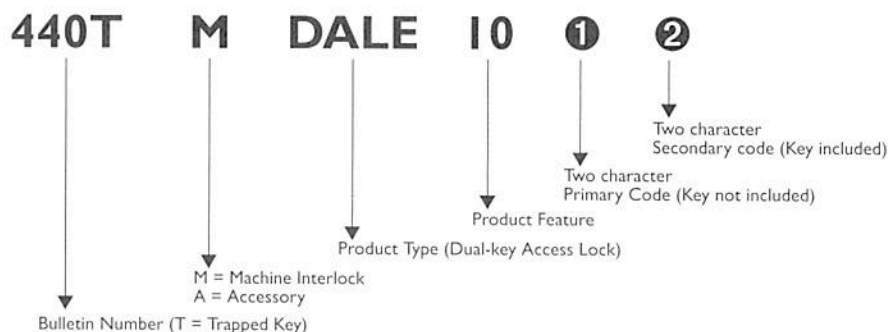 440T M DALE 10 ❶ ❷
Two character
Secondary code (Key included)
Two character
Primary Code (Key not included)
Product Feature
Product Type (Dual-key Access Lock)
M = Machine Interlock
A = Accessory
Bulletin Number (T = Trapped Key)